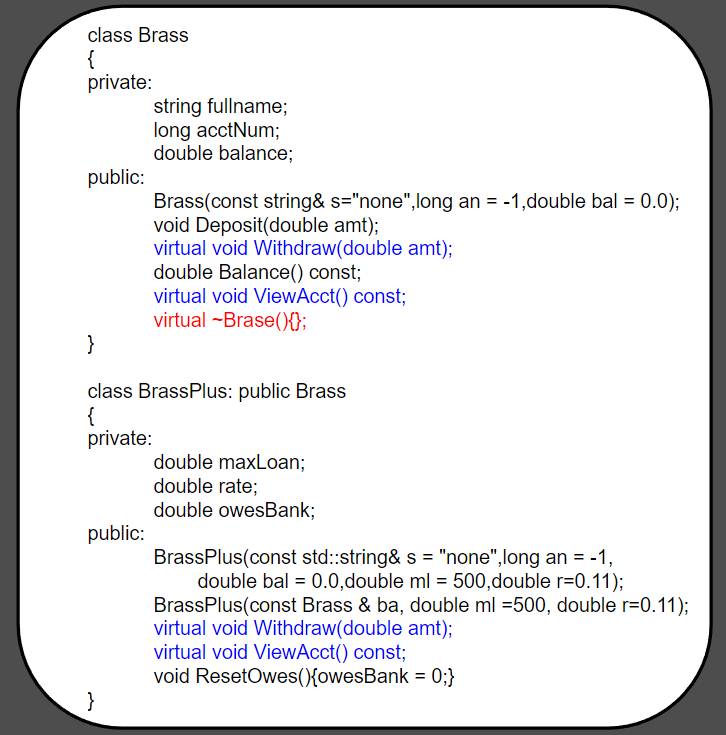 class Brass
{
private:
string fullname;
long acctNum;
double balance;
public:
Brass(const string& s="none",long an = -1,double bal = 0.0);
void Deposit(double amt);
virtual void Withdraw(double amt);
double Balance() const;
virtual void ViewAcct() const;
virtual ~Brase(){};
}
class BrassPlus: public Brass
{
private:
double maxLoan;
double rate;
double owesBank;
public:
BrassPlus(const std::string& s = "none",long an = -1,
double bal = 0.0,double ml = 500,double r=0.11);
BrassPlus(const Brass & ba, double ml =500, double r=0.11);
virtual void Withdraw(double amt);
virtual void ViewAcct() const;
void ResetOwes(){owesBank = 0;}
}